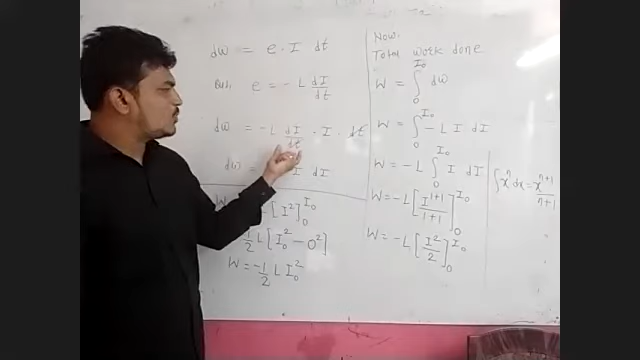 dW = e · I dt
But, e = - L dI/dt
dW = - L dI/dt · I · dt
dW = I dI
Now,
Total work done
W = ∫₀^I₀ dW
W = ∫₀^I₀ - L I dI
W = - L ∫₀^I₀ I dI
W = - L [I^(1+1)/(1+1)]₀^I₀
W = - L [I²/2]₀^I₀
∫xⁿ dx = x^(n+1)/(n+1)
W [I²]₀^I₀
1/2 L [I₀² - 0²]
W = - 1/2 L I₀²